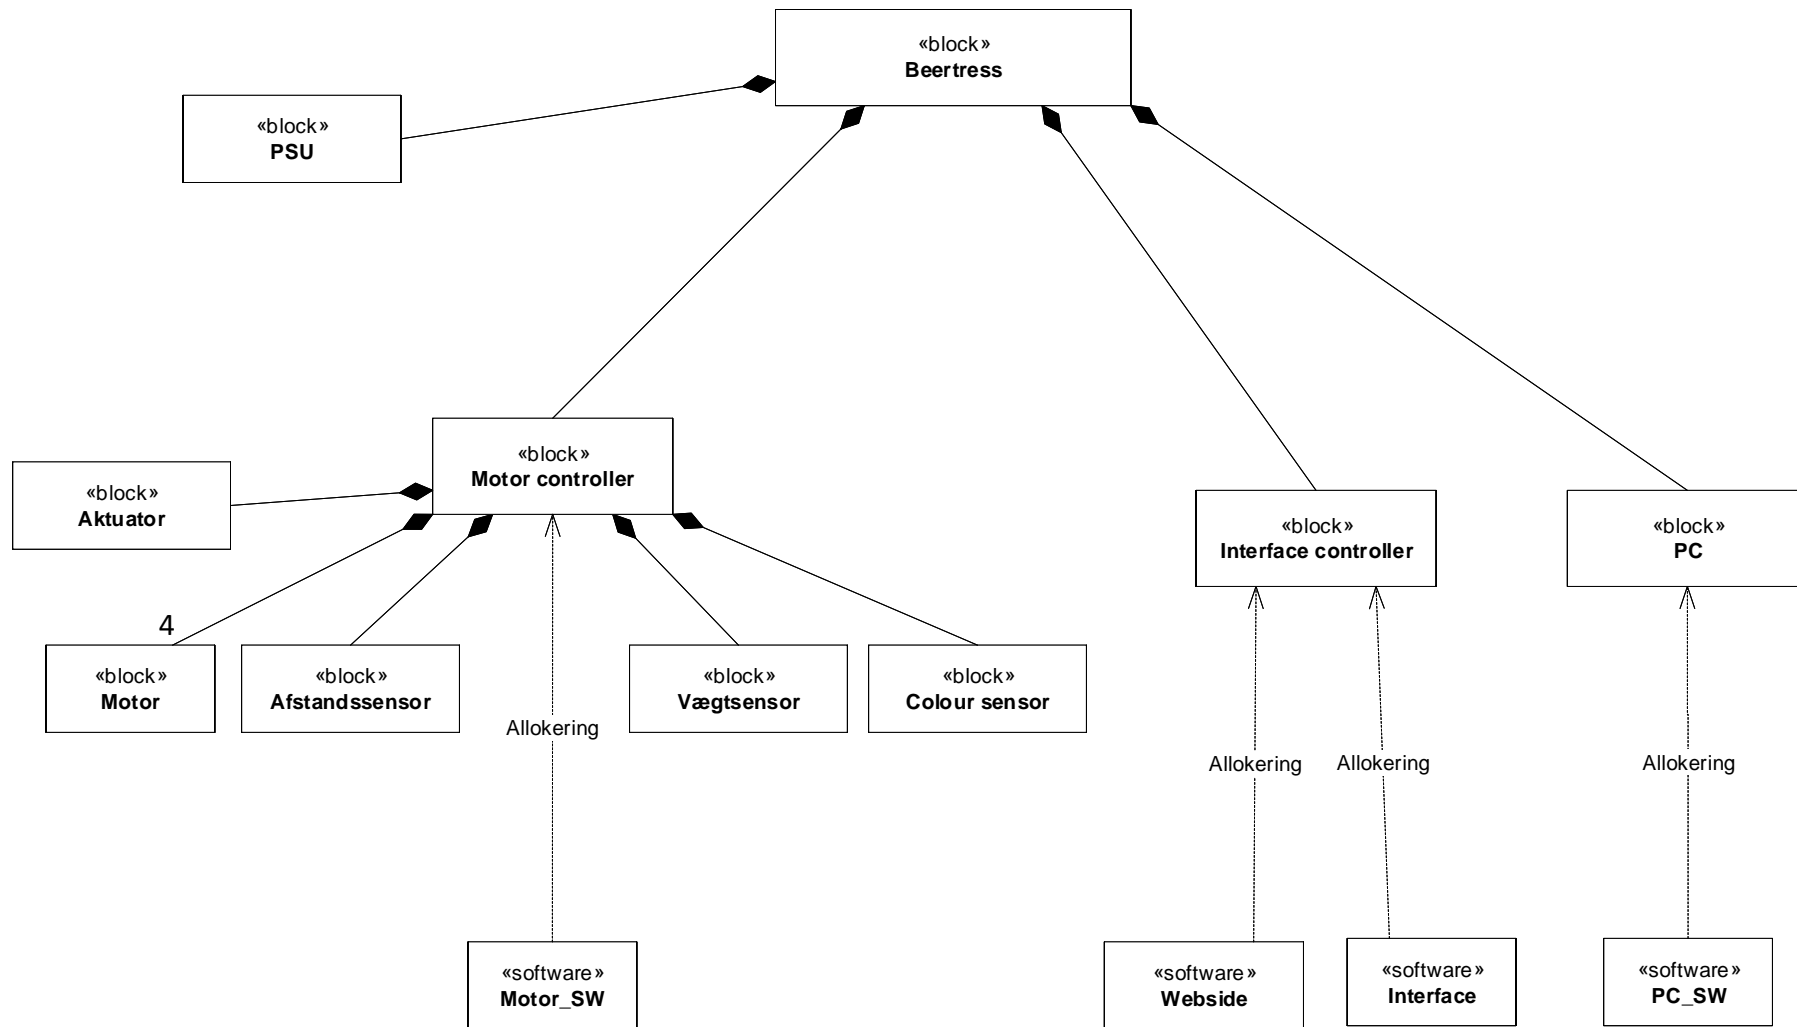 «block»
Beertress
«block»
PSU
«block»
Motor controller
«block»
Aktuator
«block»
Interface controller
«block»
PC
4
«block»
Motor
«block»
Afstandssensor
«block»
Vægtsensor
«block»
Colour sensor
Allokering
Allokering
Allokering
Allokering
«software»
Motor_SW
«software»
Webside
«software»
Interface
«software»
PC_SW